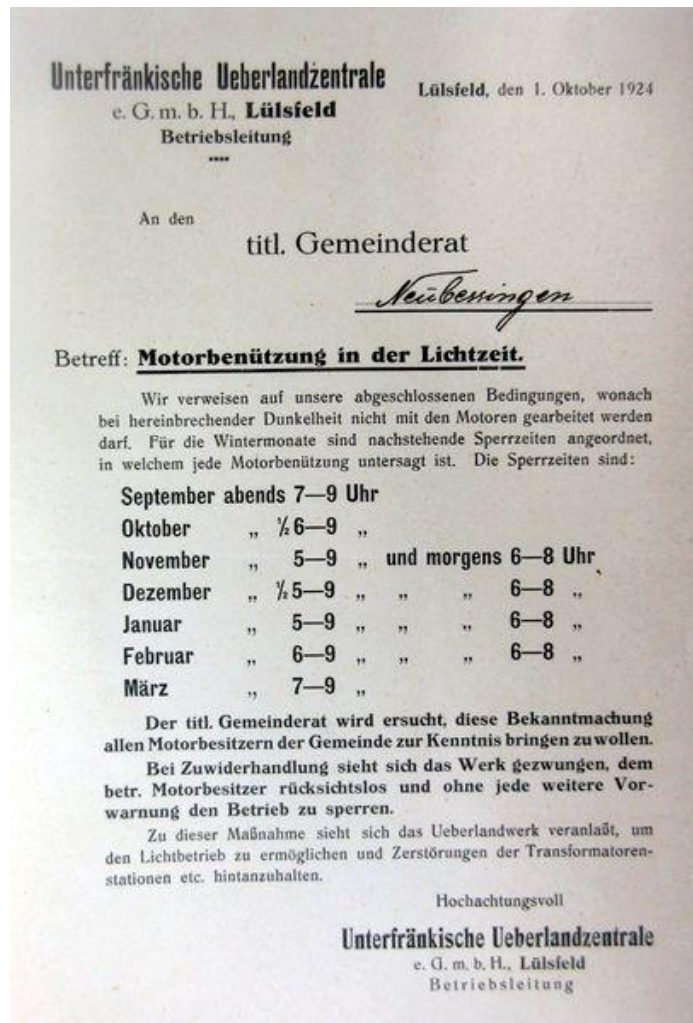 Unterfränkische Ueberlandzentrale
e. G. m. b. H., Lülsfeld
Betriebsleitung
Lülsfeld, den 1. Oktober 1924
An den
titl. Gemeinderat
Neubessingen
Betreff: Motorbenützung in der Lichtzeit.
Wir verweisen auf unsere abgeschlossenen Bedingungen, wonach
bei hereinbrechender Dunkelheit nicht mit den Motoren gearbeitet werden
darf. Für die Wintermonate sind nachstehende Sperrzeiten angeordnet,
in welchem jede Motorbenützung untersagt ist. Die Sperrzeiten sind:
September abends 7—9 Uhr
Oktober „ ½6—9 „
November „ 5—9 „ und morgens 6—8 Uhr
Dezember „ ½5—9 „ „ „ 6—8 „
Januar „ 5—9 „ „ „ 6—8 „
Februar „ 6—9 „ „ „ 6—8 „
März „ 7—9 „
Der titl. Gemeinderat wird ersucht, diese Bekanntmachung
allen Motorbesitzern der Gemeinde zur Kenntnis bringen zu wollen.
Bei Zuwiderhandlung sieht sich das Werk gezwungen, dem
betr. Motorbesitzer rücksichtslos und ohne jede weitere Vor-
warnung den Betrieb zu sperren.
Zu dieser Maßnahme sieht sich das Ueberlandwerk veranlaßt, um
den Lichtbetrieb zu ermöglichen und Zerstörungen der Transformatoren-
stationen etc. hintanzuhalten.
Hochachtungsvoll
Unterfränkische Ueberlandzentrale
e. G. m. b. H., Lülsfeld
Betriebsleitung